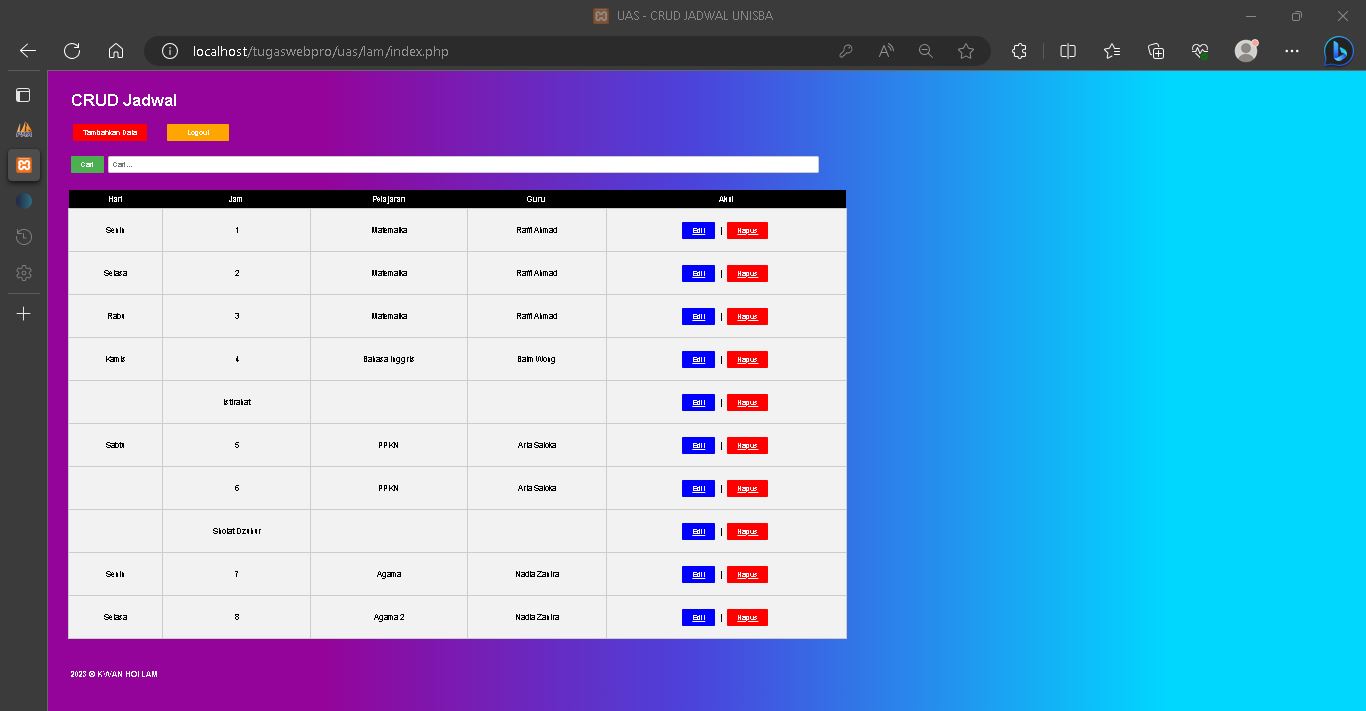 UAS - CRUD JADWAL UNISBA
localhost/tugaswebpro/uas/lam/index.php
CRUD Jadwal
Tambahkan Data Logout
Cari Cari...
Hari Jam Pelajaran Guru Aksi
Senin 1 Matematika Raffi Ahmad Edit | Hapus
Selasa 2 Matematika Raffi Ahmad Edit | Hapus
Rabu 3 Matematika Raffi Ahmad Edit | Hapus
Kamis 4 Bahasa Inggris Baim Wong Edit | Hapus
Istirahat Edit | Hapus
Sabtu 5 PPKN Aria Saloka Edit | Hapus
6 PPKN Aria Saloka Edit | Hapus
Sholat Dzuhur Edit | Hapus
Senin 7 Agama Nadia Zahira Edit | Hapus
Selasa 8 Agama 2 Nadia Zahira Edit | Hapus
2023 © KWAN HOI LAM